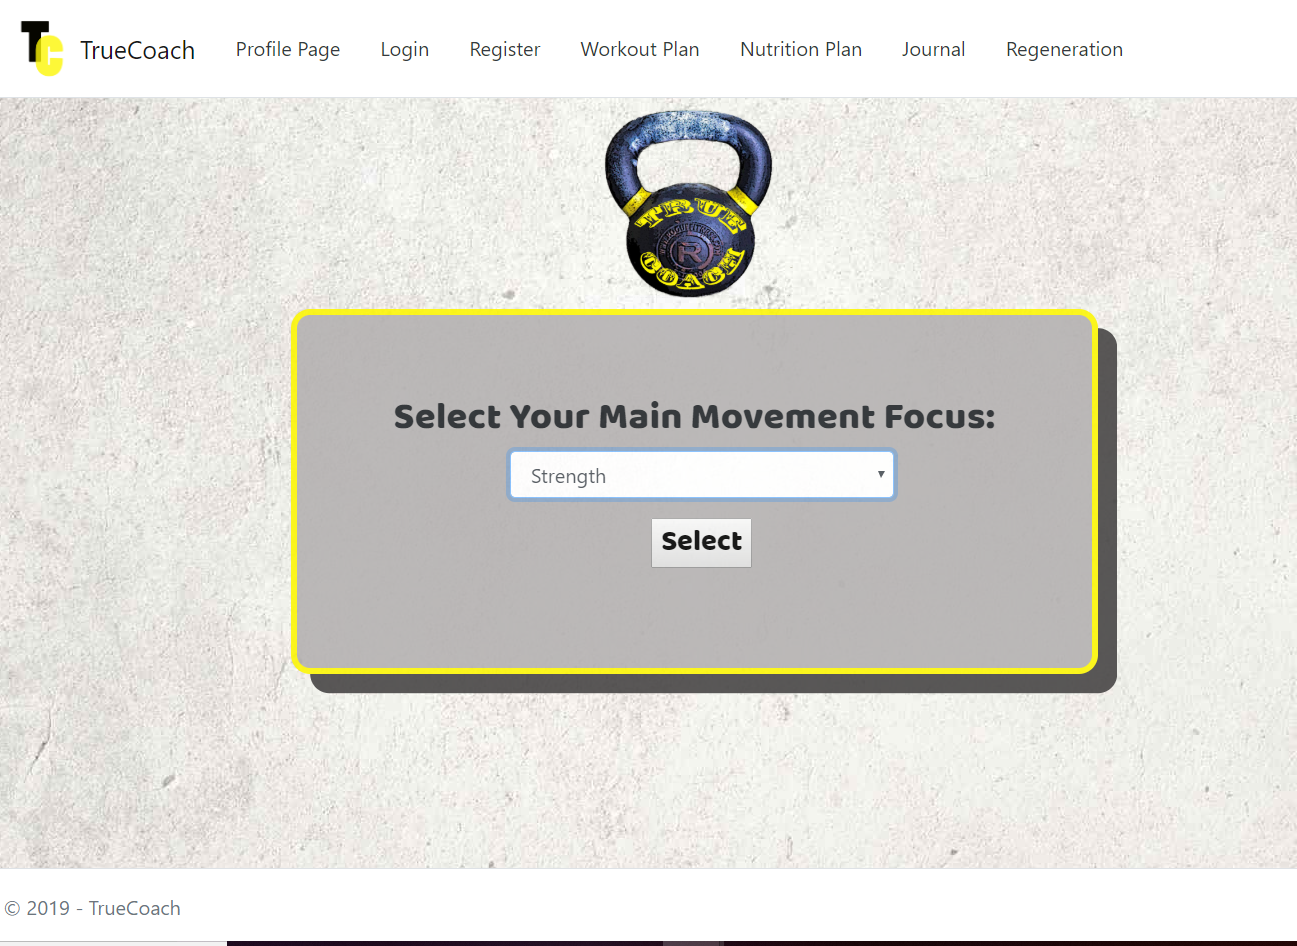 TC TrueCoach Profile Page Login Register Workout Plan Nutrition Plan Journal Regeneration
TRUE
R
COACH
Select Your Main Movement Focus:
Strength
Select
© 2019 - TrueCoach